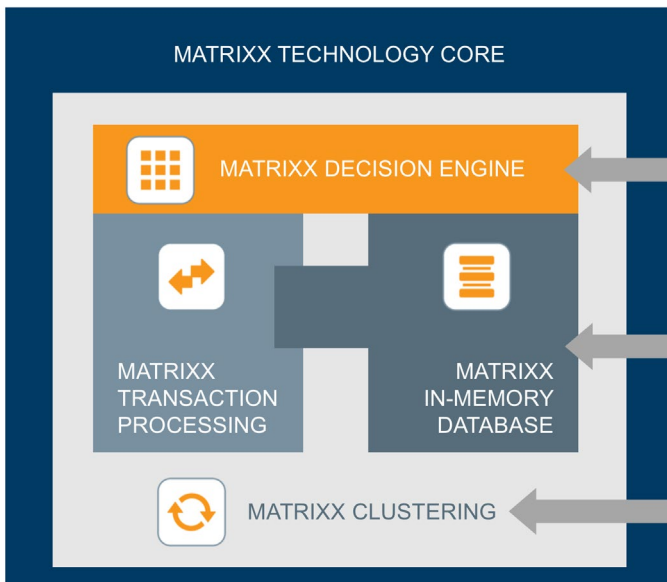 MATRIXX TECHNOLOGY CORE
MATRIXX DECISION ENGINE
MATRIXX
TRANSACTION
PROCESSING
MATRIXX
IN-MEMORY
DATABASE
MATRIXX CLUSTERING